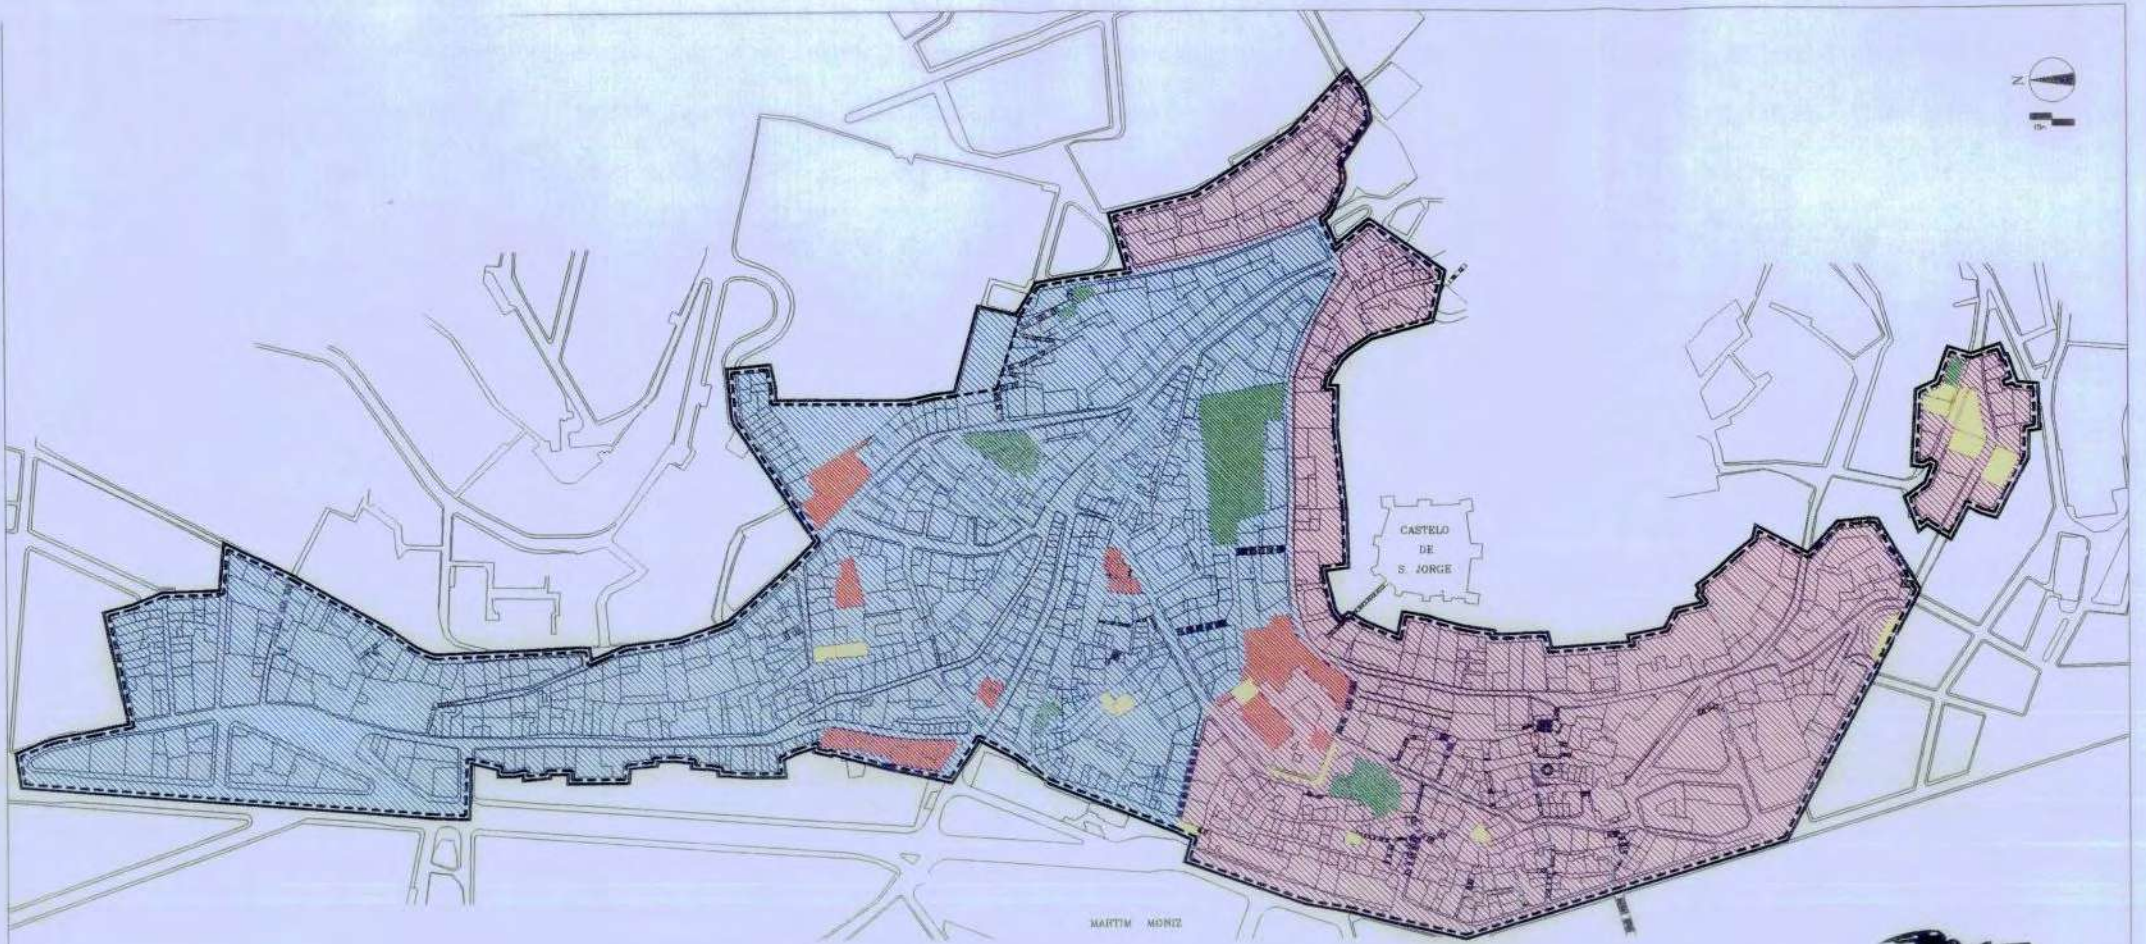 N
CASTELO
DE
S. JORGE
MARTIM MONIZ